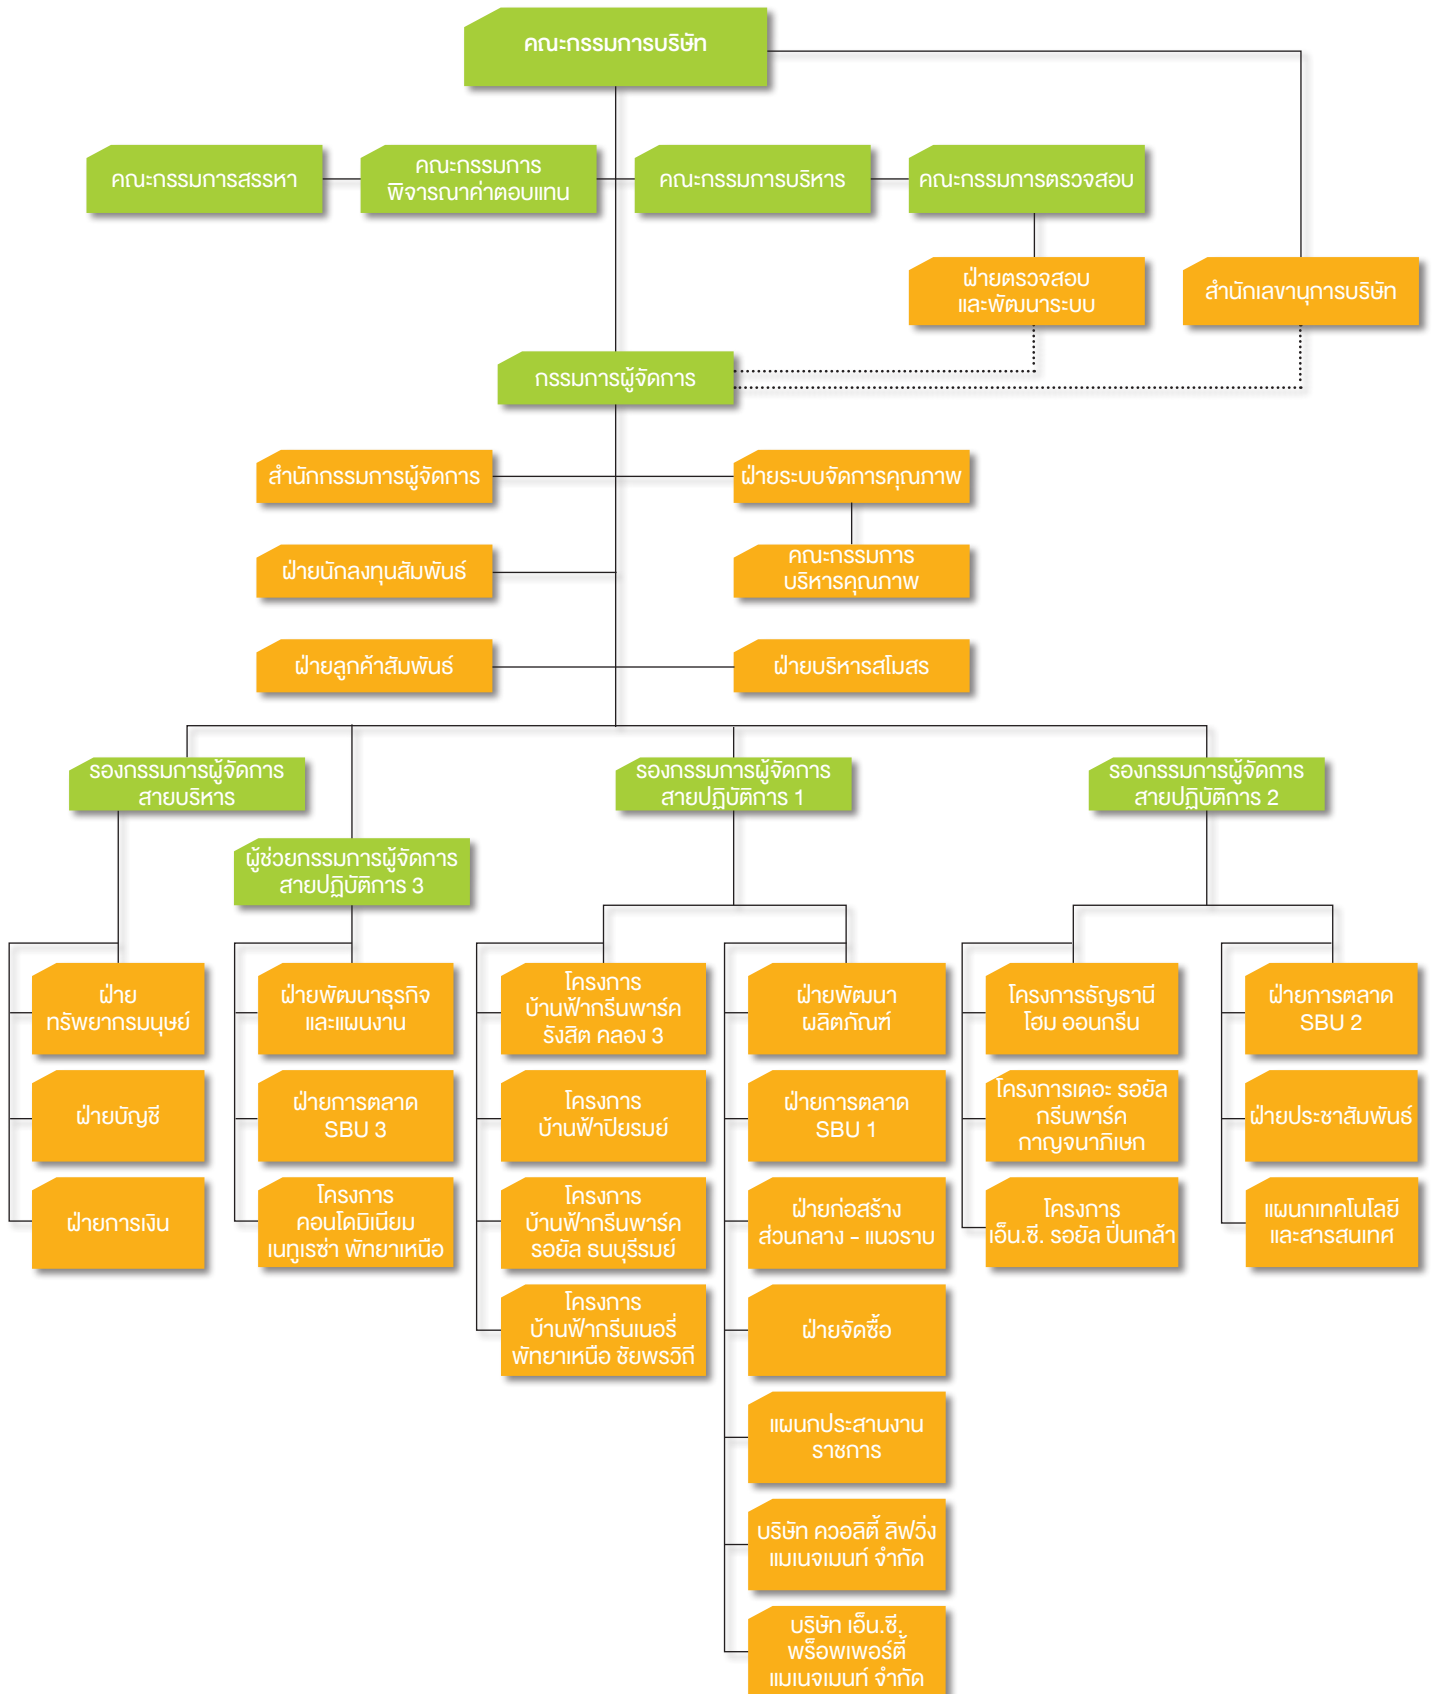 คณะกรรมการบริษัท
คณะกรรมการสรรหา
คณะกรรมการ
พิจารณาค่าตอบแทน
คณะกรรมการบริหาร
คณะกรรมการตรวจสอบ
ฝ่ายตรวจสอบ
และพัฒนาระบบ
สำนักเลขานุการบริษัท
กรรมการผู้จัดการ
สำนักกรรมการผู้จัดการ
ฝ่ายระบบจัดการคุณภาพ
ฝ่ายนักลงทุนสัมพันธ์
คณะกรรมการ
บริหารคุณภาพ
ฝ่ายลูกค้าสัมพันธ์
ฝ่ายบริหารสโมสร
รองกรรมการผู้จัดการ
สายบริหาร
รองกรรมการผู้จัดการ
สายปฏิบัติการ 1
รองกรรมการผู้จัดการ
สายปฏิบัติการ 2
ผู้ช่วยกรรมการผู้จัดการ
สายปฏิบัติการ 3
ฝ่าย
ทรัพยากรมนุษย์
ฝ่ายบัญชี
ฝ่ายการเงิน
ฝ่ายพัฒนาธุรกิจ
และแผนงาน
ฝ่ายการตลาด
SBU 3
โครงการ
คอนโดมิเนียม
เนทูเรซ่า พัทยาเหนือ
โครงการ
บ้านฟ้ากรีนพาร์ค
รังสิต คลอง 3
โครงการ
บ้านฟ้าปิยรมย์
โครงการ
บ้านฟ้ากรีนพาร์ค
รอยัล ธนบุรีรมย์
โครงการ
บ้านฟ้ากรีนเนอรี่
พัทยาเหนือ ชัยพรวิถี
ฝ่ายพัฒนา
ผลิตภัณฑ์
ฝ่ายการตลาด
SBU 1
ฝ่ายก่อสร้าง
ส่วนกลาง - แนวราบ
ฝ่ายจัดซื้อ
แผนกประสานงาน
ราชการ
บริษัท ควอลิตี้ ลิฟวิ่ง
แมเนจเมนท์ จำกัด
บริษัท เอ็น.ซี.
พร็อพเพอร์ตี้
แมเนจเมนท์ จำกัด
โครงการธัญธานี
โฮม ออนกรีน
โครงการเดอะ รอยัล
กรีนพาร์ค
กาญจนาภิเษก
โครงการ
เอ็น.ซี. รอยัล ปิ่นเกล้า
ฝ่ายการตลาด
SBU 2
ฝ่ายประชาสัมพันธ์
แผนกเทคโนโลยี
และสารสนเทศ